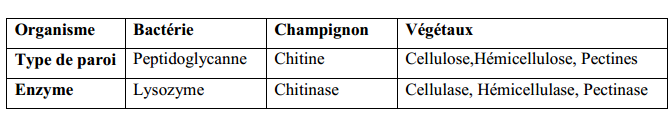 Organisme Bactérie Champignon Végétaux
Type de paroi Peptidoglycanne Chitine Cellulose,Hémicellulose, Pectines
Enzyme Lysozyme Chitinase Cellulase, Hémicellulase, Pectinase